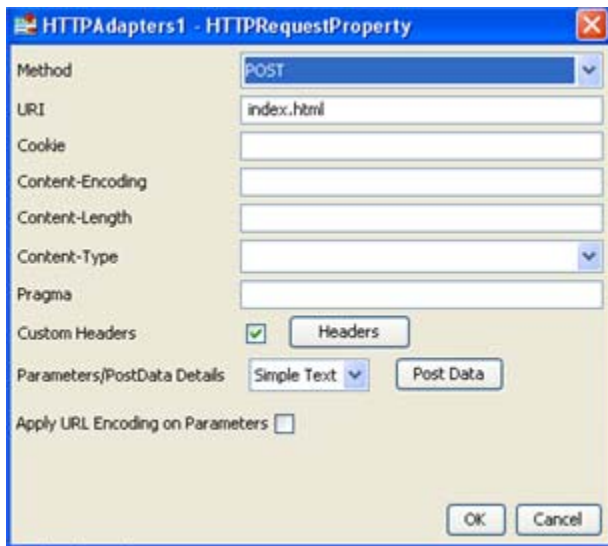 HTTPAdapters1 - HTTPRequestProperty
Method POST
URI index.html
Cookie
Content-Encoding
Content-Length
Content-Type
Pragma
Custom Headers Headers
Parameters/PostData Details Simple Text Post Data
Apply URL Encoding on Parameters
OK Cancel